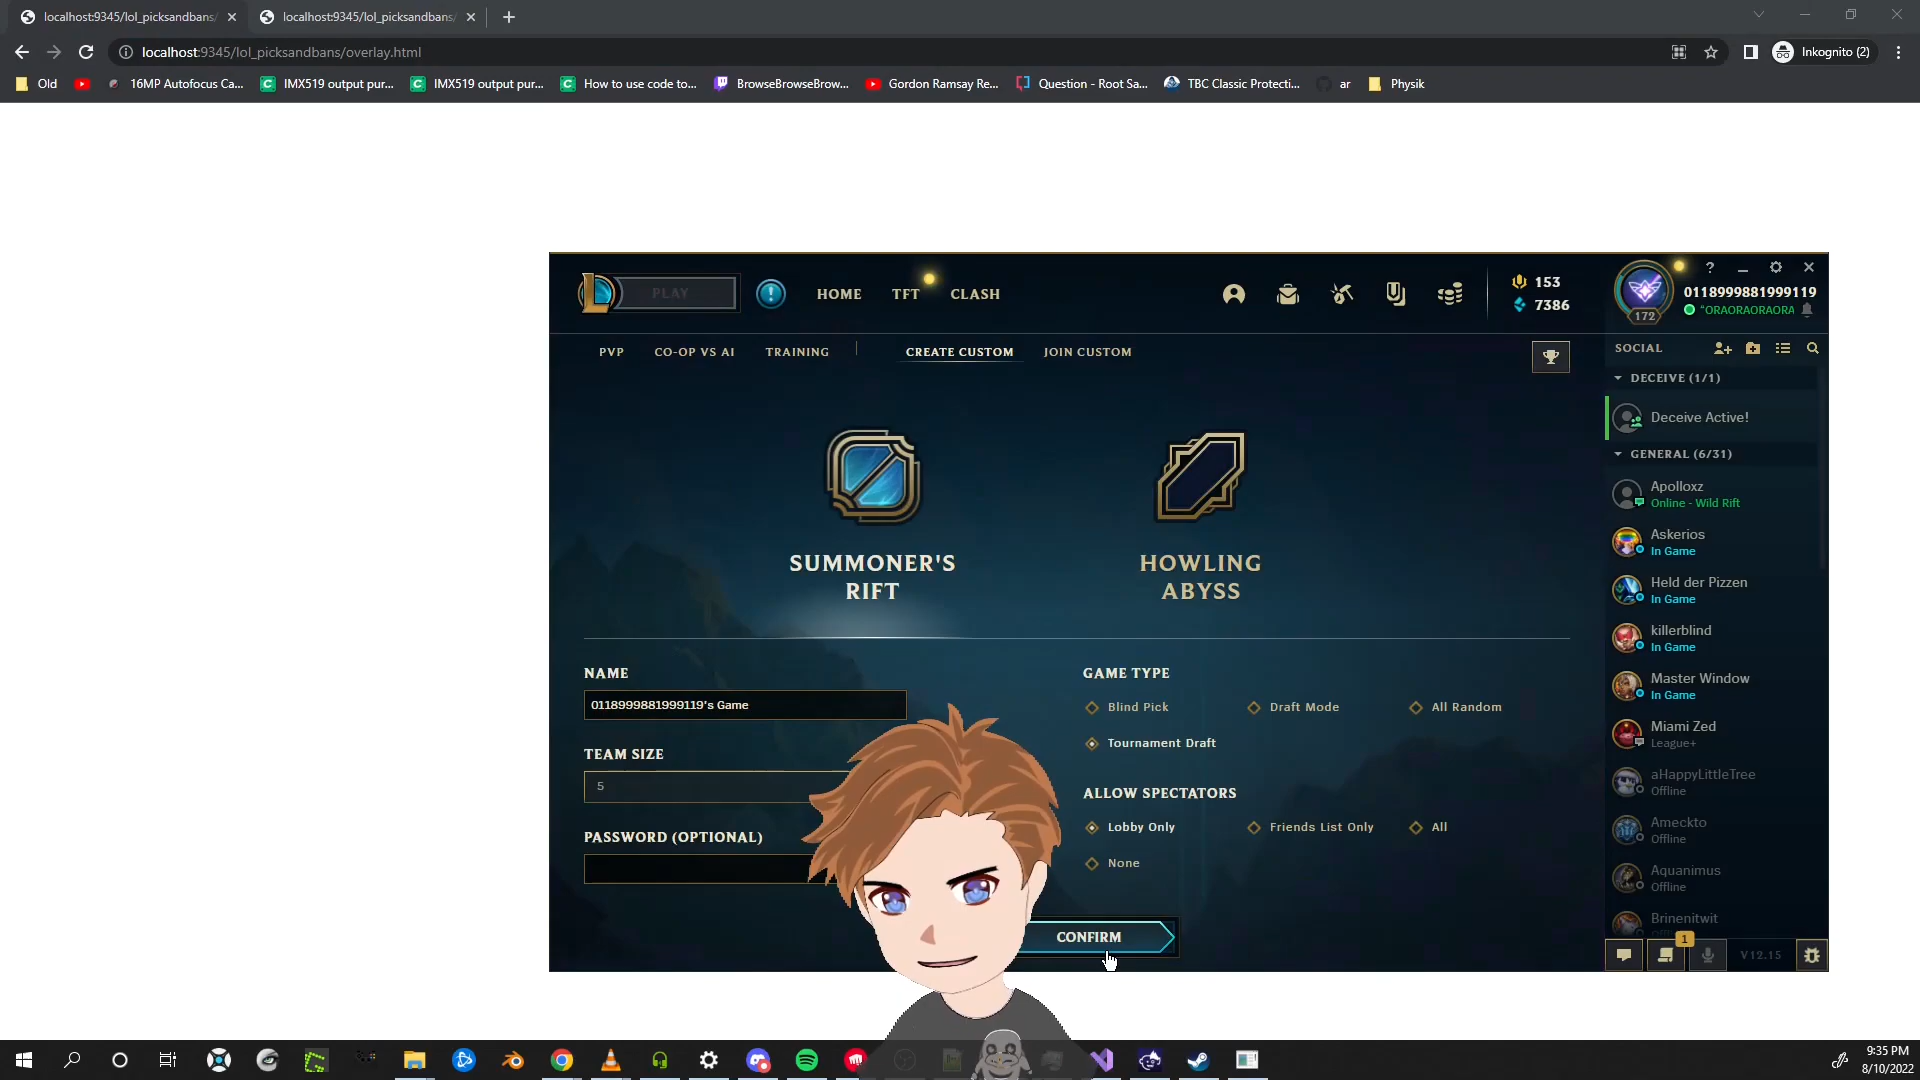 localhost:9345/lol_picksandbans/
localhost:9345/lol_picksandbans/
localhost:9345/lol_picksandbans/overlay.html
Inkognito (2)
Old
16MP Autofocus Ca...
IMX519 output pur...
IMX519 output pur...
How to use code to...
BrowseBrowseBrow...
Gordon Ramsay Re...
Question - Root Sa...
TBC Classic Protecti...
ar
Physik
PLAY
HOME
TFT
CLASH
153
7386
172
0118999881999119
"ORAORAORAORA
PVP
CO-OP VS AI
TRAINING
CREATE CUSTOM
JOIN CUSTOM
SOCIAL
DECEIVE (1/1)
Deceive Active!
GENERAL (6/31)
Apolloxz
Online - Wild Rift
Askerios
In Game
Held der Pizzen
In Game
killerblind
In Game
Master Window
In Game
Miami Zed
League+
aHappyLittleTree
Offline
Ameckto
Offline
Aquanimus
Offline
Brinenitwit
SUMMONER'S
RIFT
HOWLING
ABYSS
NAME
0118999881999119's Game
TEAM SIZE
5
PASSWORD (OPTIONAL)
GAME TYPE
Blind Pick
Draft Mode
All Random
Tournament Draft
ALLOW SPECTATORS
Lobby Only
Friends List Only
All
None
CONFIRM
1
V12.15
9:35 PM
8/10/2022